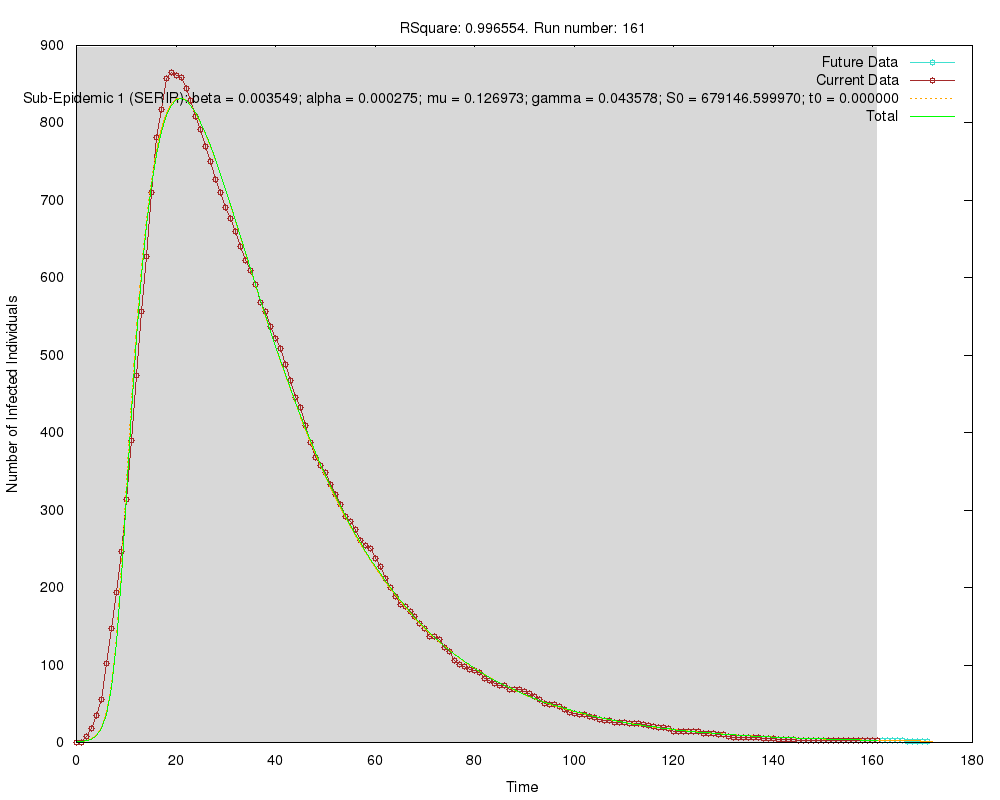 RSquare: 0.996554. Run number: 161
900
800
700
600
500
400
300
200
100
0
Number of Infected Individuals
Future Data
Current Data
Sub-Epidemic 1 (SERIR): beta = 0.003549; alpha = 0.000275; mu = 0.126973; gamma = 0.043578; S0 = 679146.599970; t0 = 0.000000
Total
0 20 40 60 80 100 120 140 160 180
Time